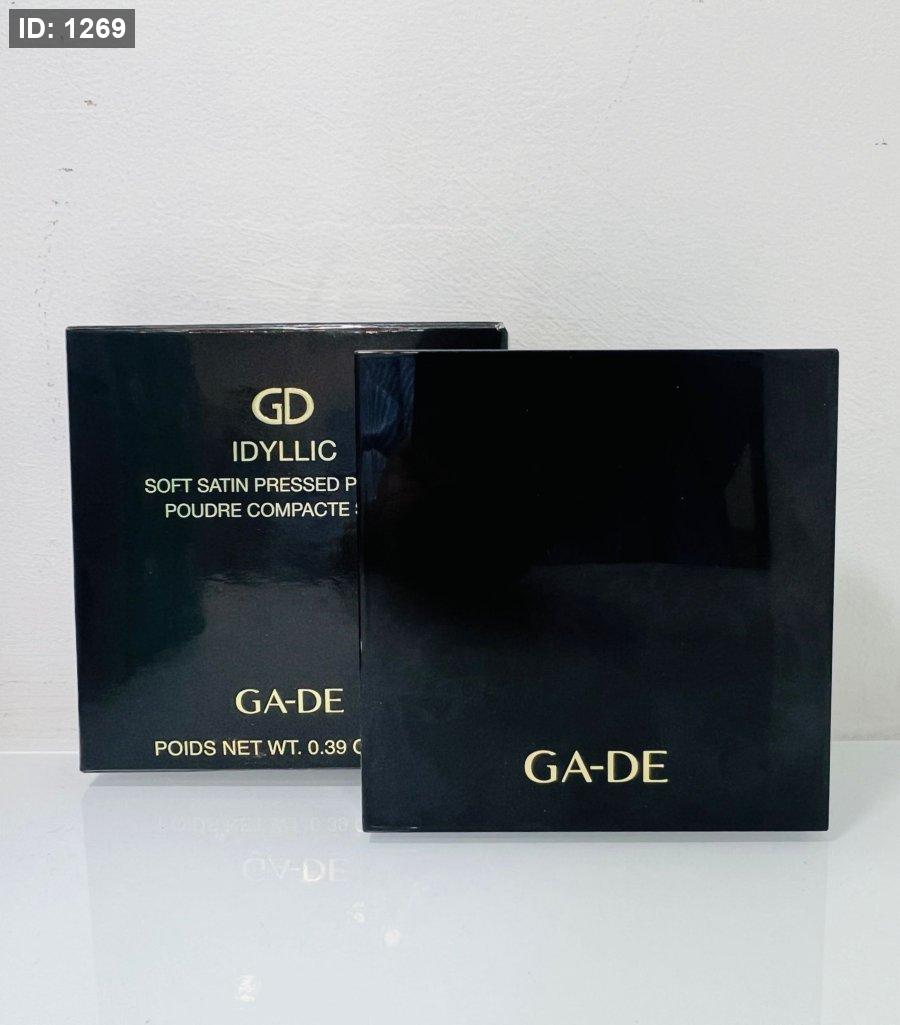 ID: 1269
GD
IDYLLIC
SOFT SATIN PRESSED
POUDRE COMPACTE
GA-DE
POIDS NET WT. 0.39
GA-DE